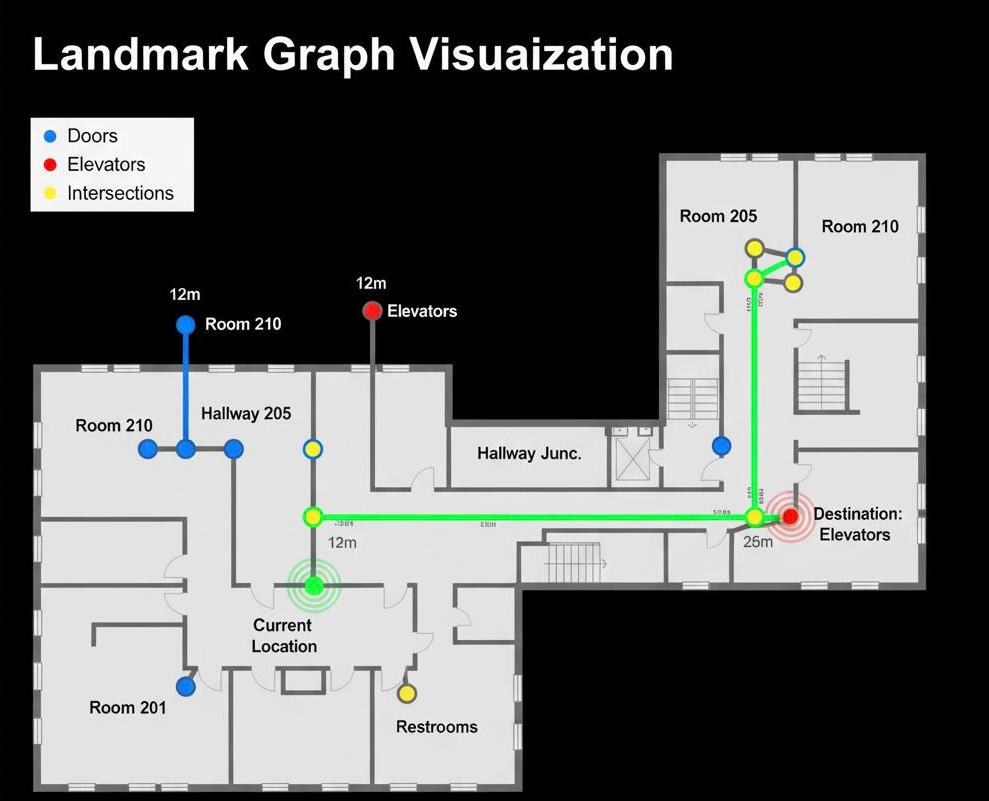 Landmark Graph Visuaization
Doors
Elevators
Intersections
Room 205
Room 210
12m
12m
Room 210
Elevators
Room 210
Hallway 205
Hallway Junc.
Destination:
Elevators
12m
25m
Current
Location
Room 201
Restrooms